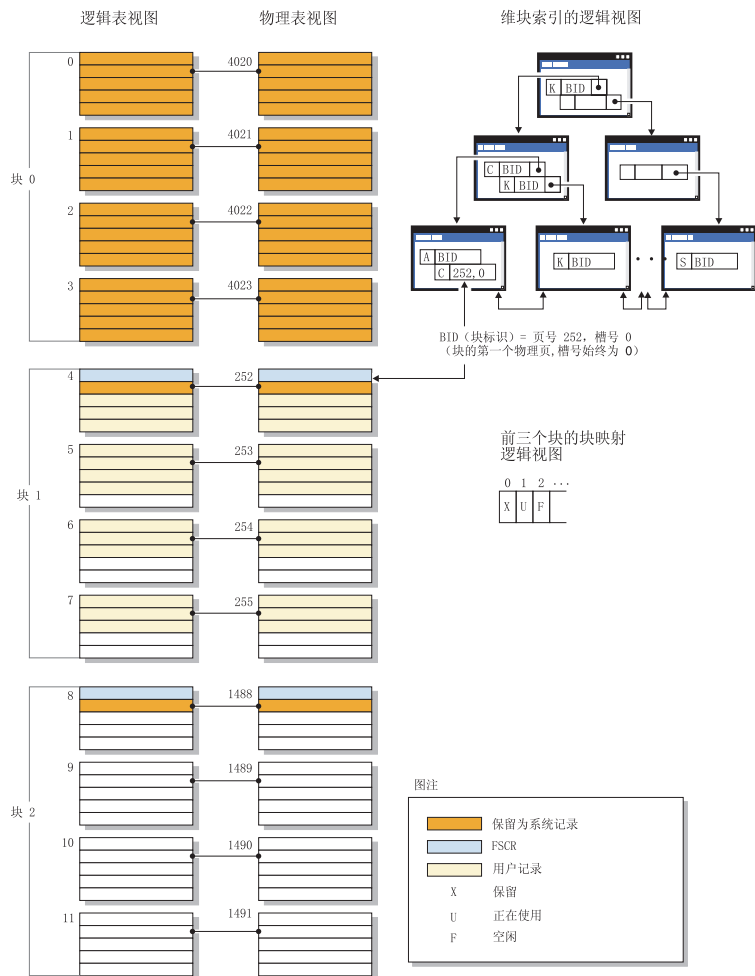 逻辑表视图
物理表视图
维块索引的逻辑视图
0
4020
1
4021
块 0
2
4022
3
4023
K BID
C BID
K BID
A BID
C 252,0
K BID
S BID
BID（块标识）= 页号 252，槽号 0
（块的第一个物理页,槽号始终为 0）
4
252
5
253
块 1
6
254
7
255
前三个块的块映射
逻辑视图
0 1 2 ···
X U F
8
1488
9
1489
块 2
10
1490
11
1491
图注
保留为系统记录
FSCR
用户记录
X 保留
U 正在使用
F 空闲